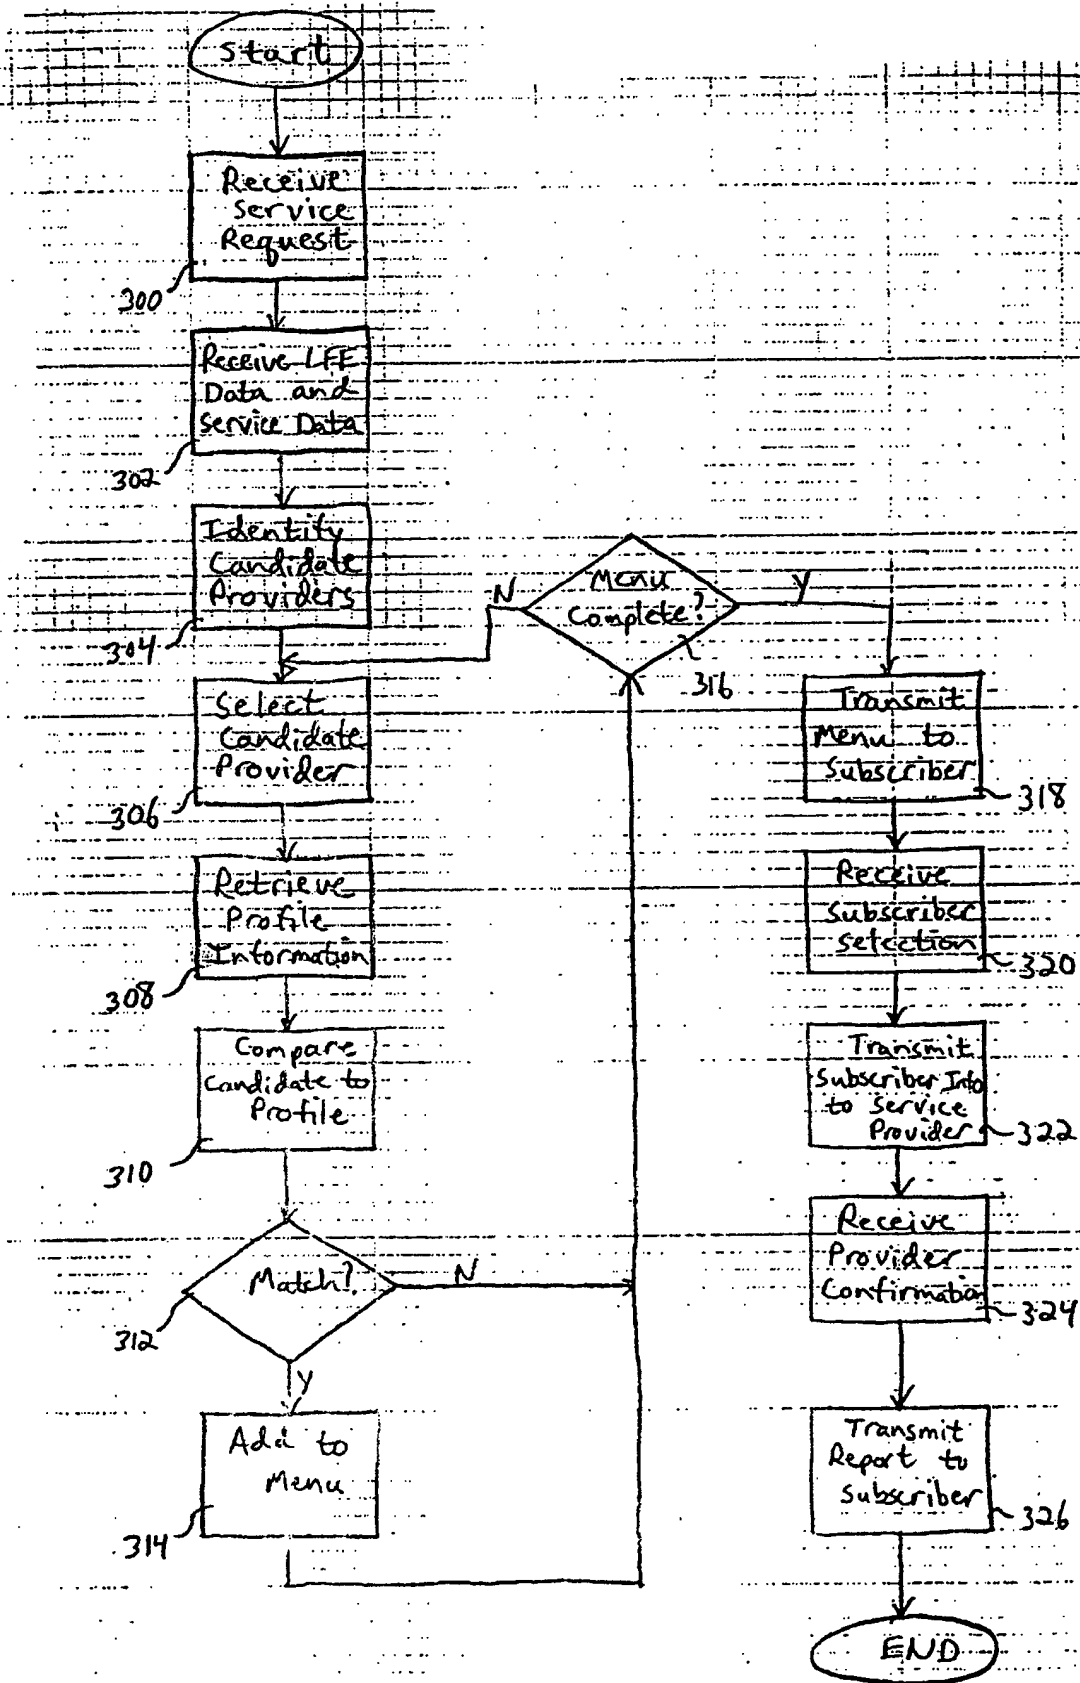 Start
Receive
Service
Request
300
Receive LFE
Data and
Service Data
302
Identify
Candidate
Providers
304
Select
Candidate
Provider
306
Retrieve
Profile
Information
308
Compare
Candidate to
Profile
310
Match?
N
312
Y
Add to
Menu
314
N
Menu
Complete?
Y
316
Transmit
Menu to
Subscriber
318
Receive
Subscriber
Selection
320
Transmit
Subscriber Info
to Service
Provider
322
Receive
Provider
Confirmation
324
Transmit
Report to
Subscriber
326
END